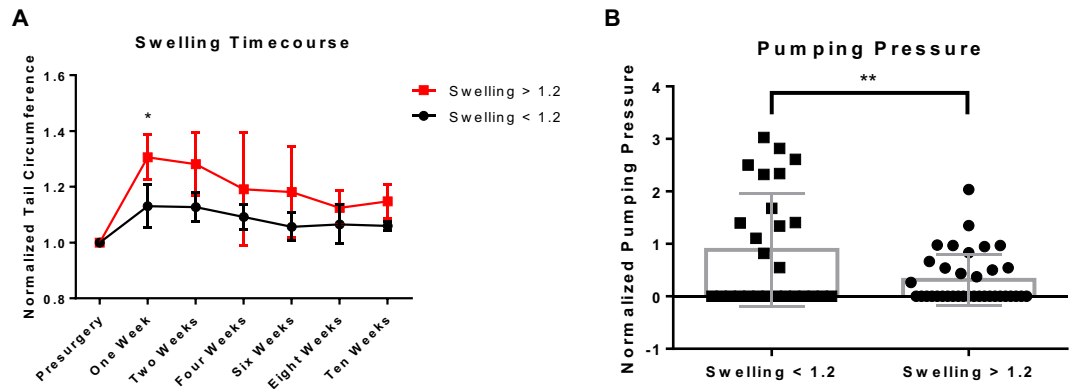 A
Swelling Timecourse
Normalized Tail Circumference
1.6
1.4
1.2
1.0
0.8
*
Presurgery
One Week
Two Weeks
Four Weeks
Six Weeks
Eight Weeks
Ten Weeks
Swelling > 1.2
Swelling < 1.2
B
Pumping Pressure
Normalized Pumping Pressure
**
4
3
2
1
0
-1
Swelling < 1.2
Swelling > 1.2